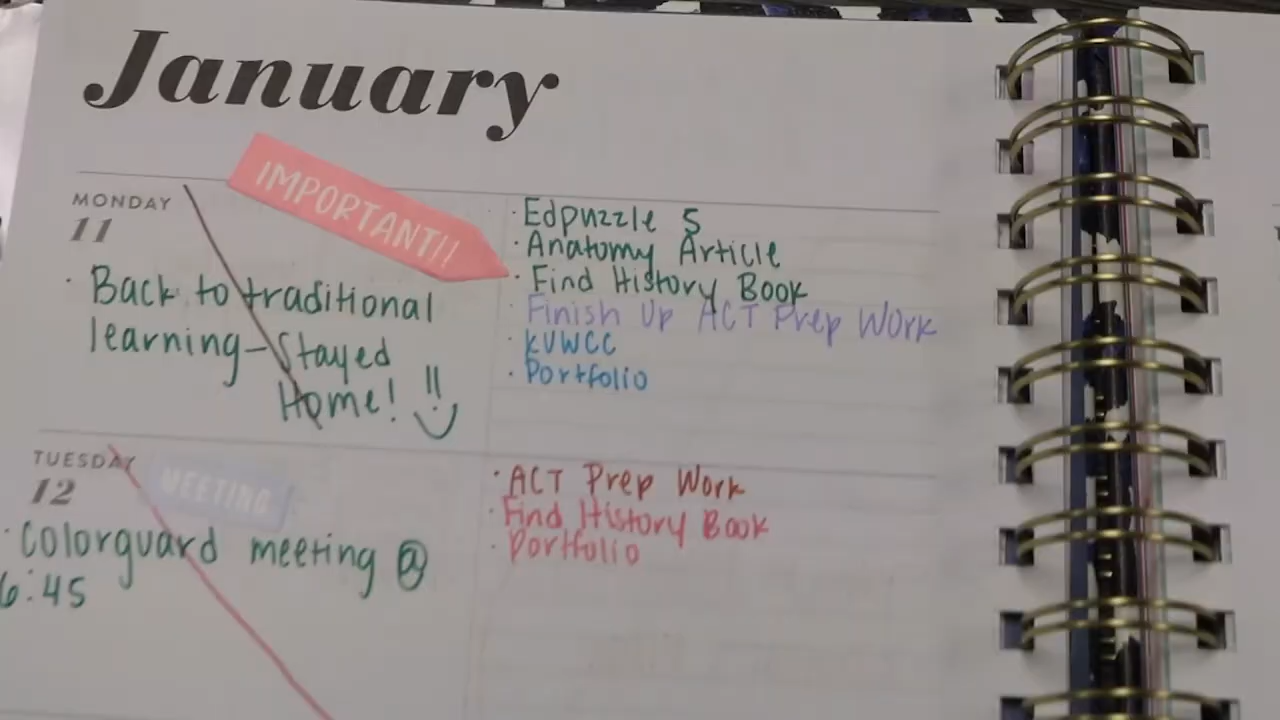 January
IMPORTANT!!
MONDAY
11
· Back to traditional
learning- Stayed
Home!
· Edpuzzle 5
· Anatomy Article
· Find History Book
· Finish Up ACT Prep Work
· KUWCC
· Portfolio
TUESDAY
12
MEETING
· Colorguard meeting @
6:45
· ACT Prep Work
· Find History Book
· Portfolio